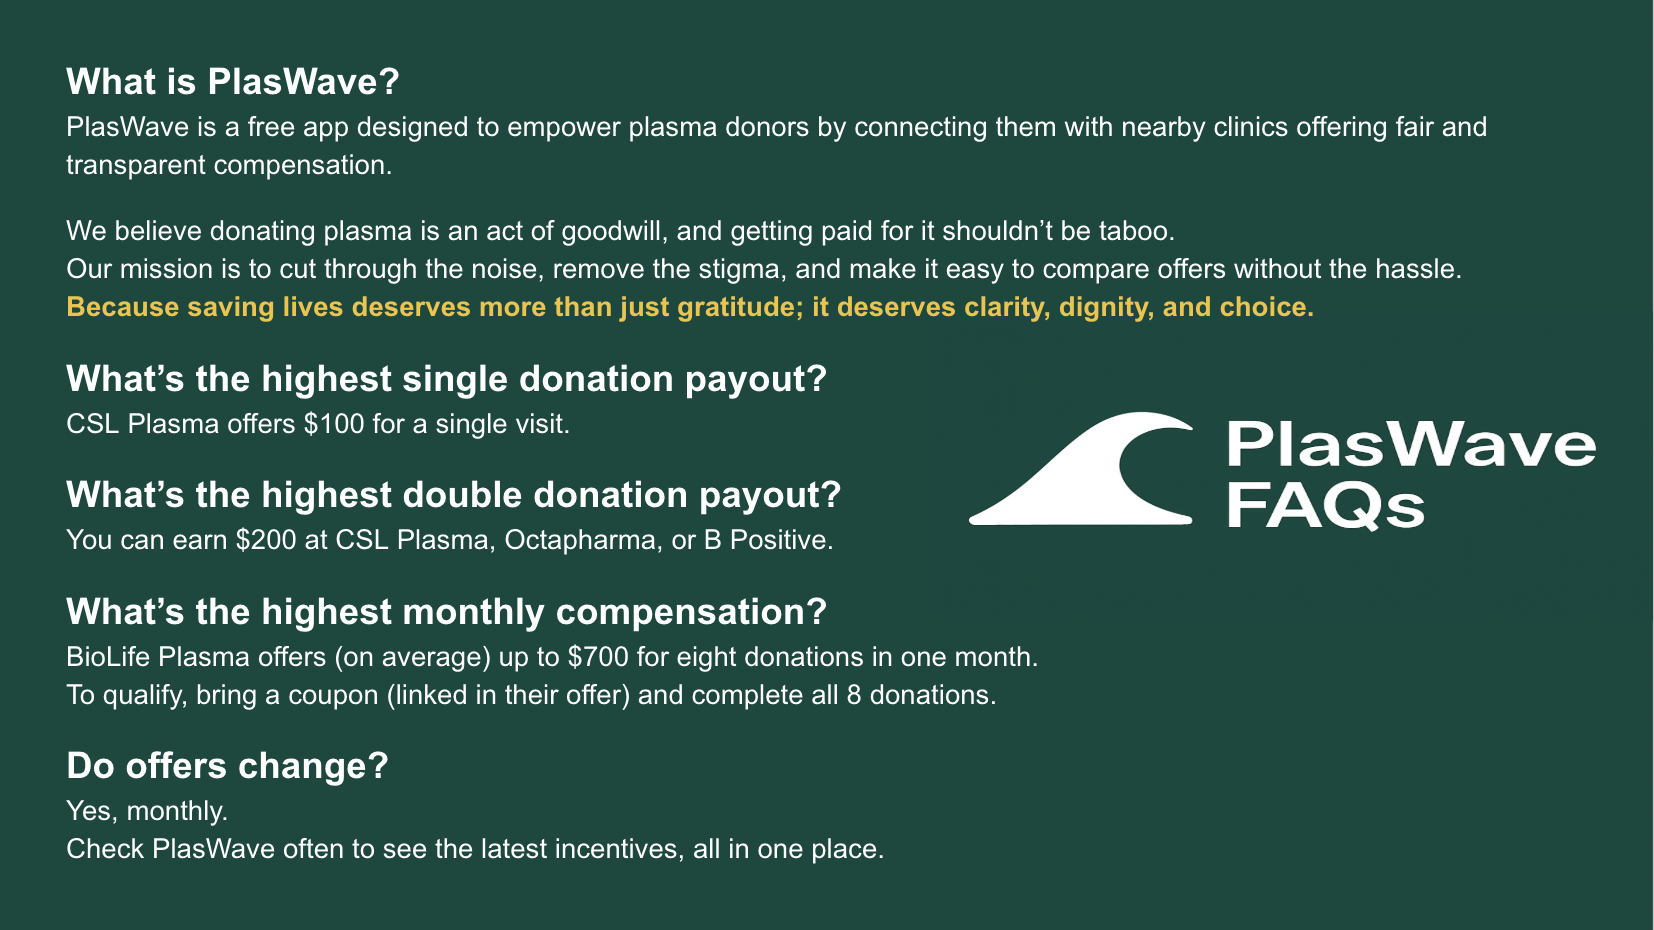 What is PlasWave?
PlasWave is a free app designed to empower plasma donors by connecting them with nearby clinics offering fair and
transparent compensation.
We believe donating plasma is an act of goodwill, and getting paid for it shouldn’t be taboo.
Our mission is to cut through the noise, remove the stigma, and make it easy to compare offers without the hassle.
Because saving lives deserves more than just gratitude; it deserves clarity, dignity, and choice.
What’s the highest single donation payout?
CSL Plasma offers $100 for a single visit.
What’s the highest double donation payout?
You can earn $200 at CSL Plasma, Octapharma, or B Positive.
What’s the highest monthly compensation?
BioLife Plasma offers (on average) up to $700 for eight donations in one month.
To qualify, bring a coupon (linked in their offer) and complete all 8 donations.
Do offers change?
Yes, monthly.
Check PlasWave often to see the latest incentives, all in one place.
PlasWave
FAQs